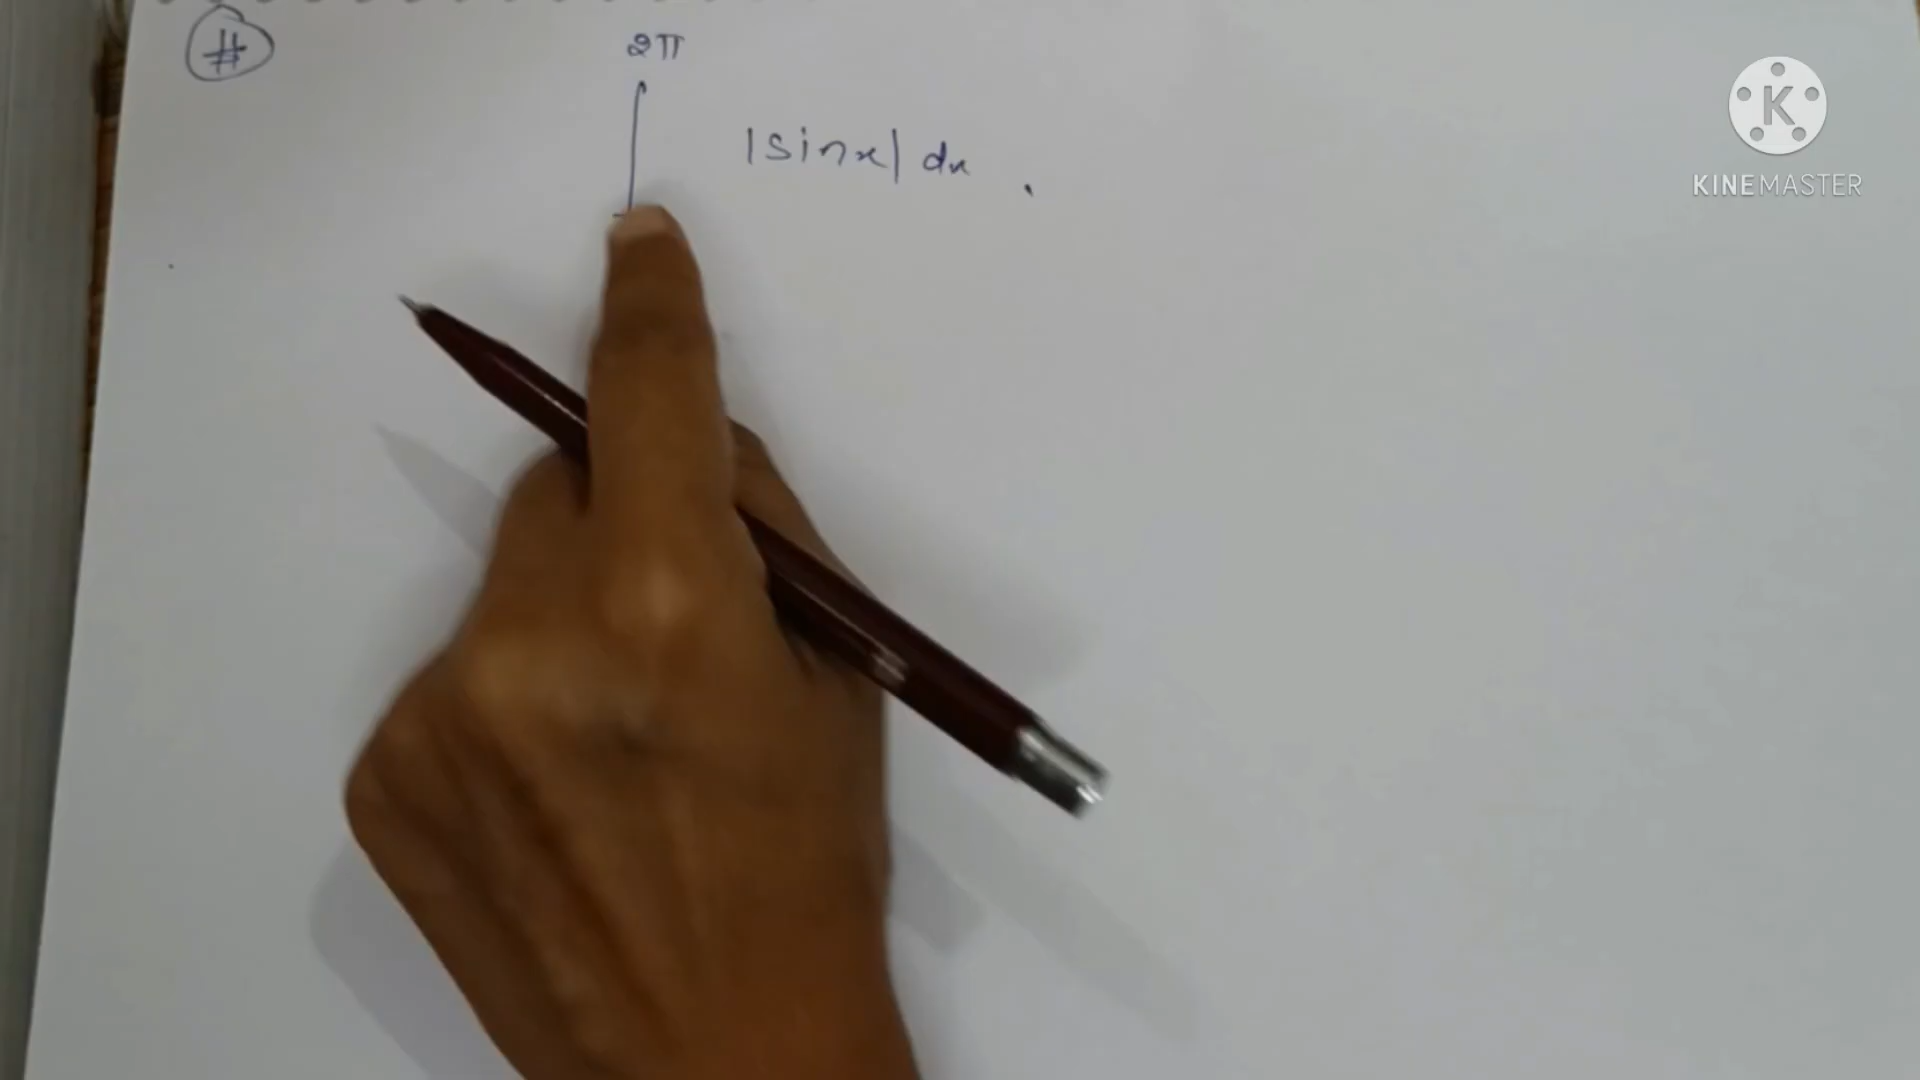 #
2π
∫ |sinx| dx .
K
KINEMASTER